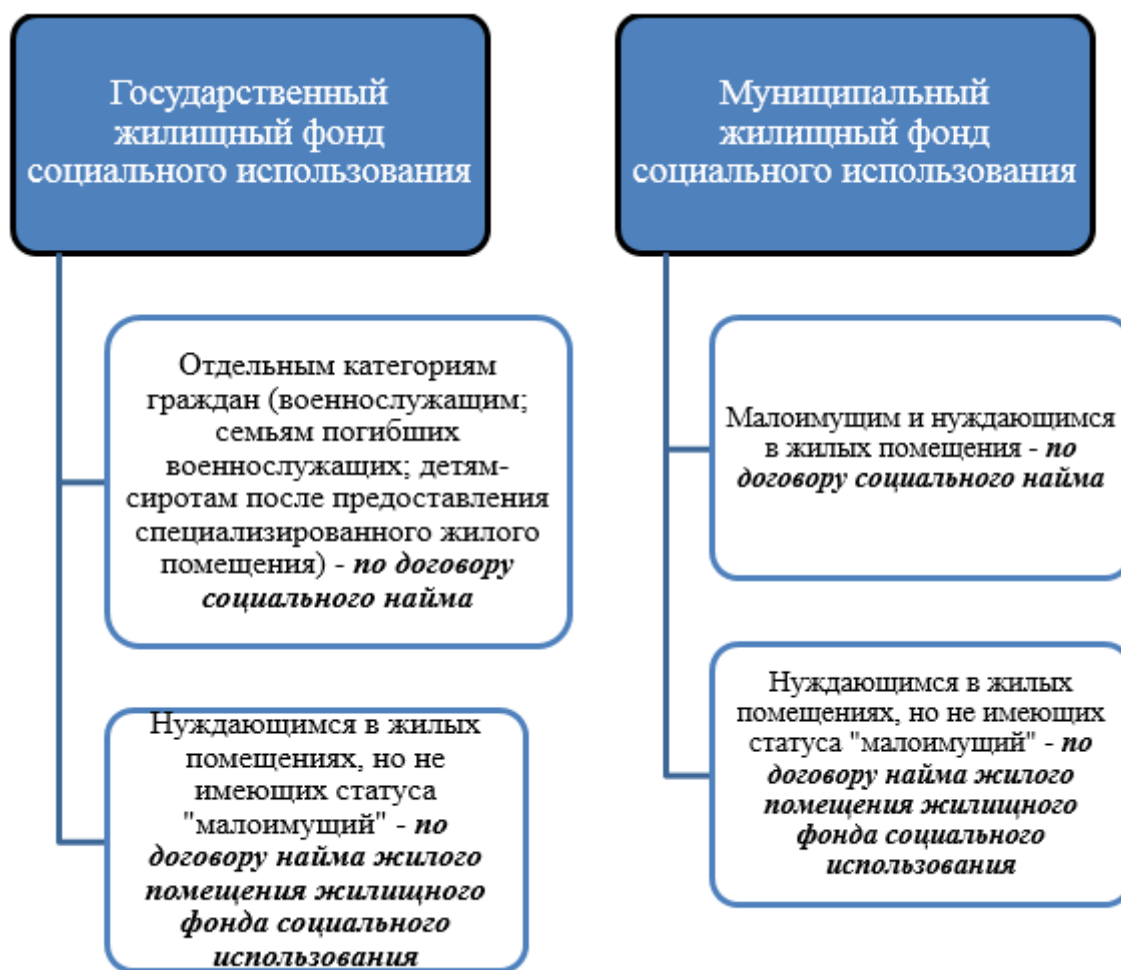 Государственный
жилищный фонд
социального использования
Отдельным категориям
граждан (военнослужащим;
семьям погибших
военнослужащих; детям-
сиротам после предоставления
специализированного жилого
помещения) - по договору
социального найма
Нуждающимся в жилых
помещениях, но не
имеющих статуса
"малоимущий" - по
договору найма жилого
помещения жилищного
фонда социального
использования
Муниципальный
жилищный фонд
социального использования
Малоимущим и нуждающимся
в жилых помещения - по
договору социального найма
Нуждающимся в жилых
помещениях, но не имеющих
статуса "малоимущий" - по
договору найма жилого
помещения жилищного
фонда социального
использования